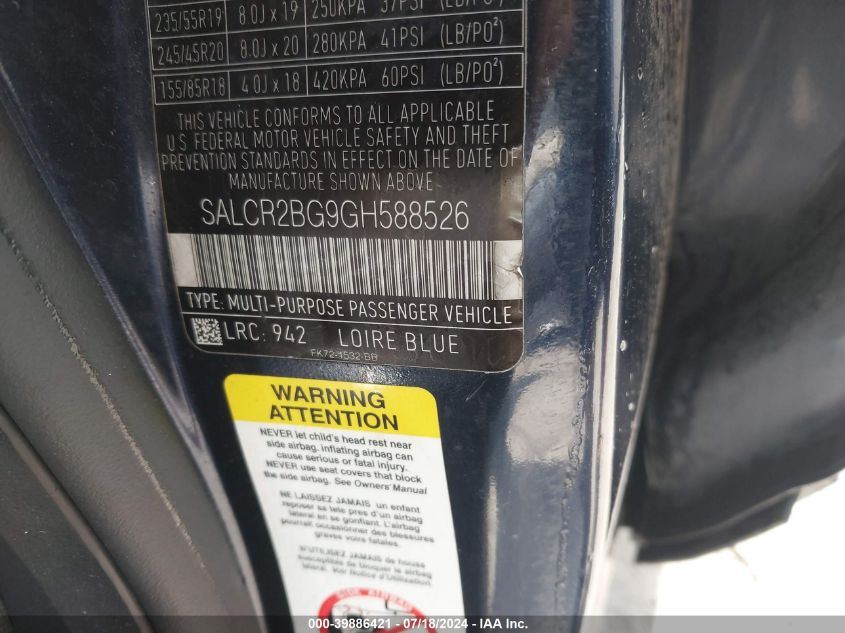 235/55R19 8.0J x 19 250KPA 37PSI (LB/PO²)
245/45R20 8.0J x 20 280KPA 41PSI (LB/PO²)
155/85R18 4.0J x 18 420KPA 60PSI (LB/PO²)
THIS VEHICLE CONFORMS TO ALL APPLICABLE
U.S. FEDERAL MOTOR VEHICLE SAFETY AND THEFT
PREVENTION STANDARDS IN EFFECT ON THE DATE OF
MANUFACTURE SHOWN ABOVE
SALCR2BG9GH588526
TYPE: MULTI-PURPOSE PASSENGER VEHICLE
LRC: 942 LOIRE BLUE
FK72-1532-BB
WARNING
ATTENTION
NEVER let child's head rest near
side airbag, inflating airbag can
cause serious or fatal injury.
NEVER use seat covers that block
the side airbag. See Owners' Manual
NE LAISSEZ JAMAIS un enfant
reposer sa tete pres d'un airbag
lateral en se gonflant. L'airbag
pourrait occasionner des blessures
graves voire fatales.
N'UTILISEZ JAMAIS de housse
susceptible de bloquer le airbag
lateral. Voir Notice d'Utilisation
SIDE AIRBAG
000-39886421 - 07/18/2024 - IAA Inc.